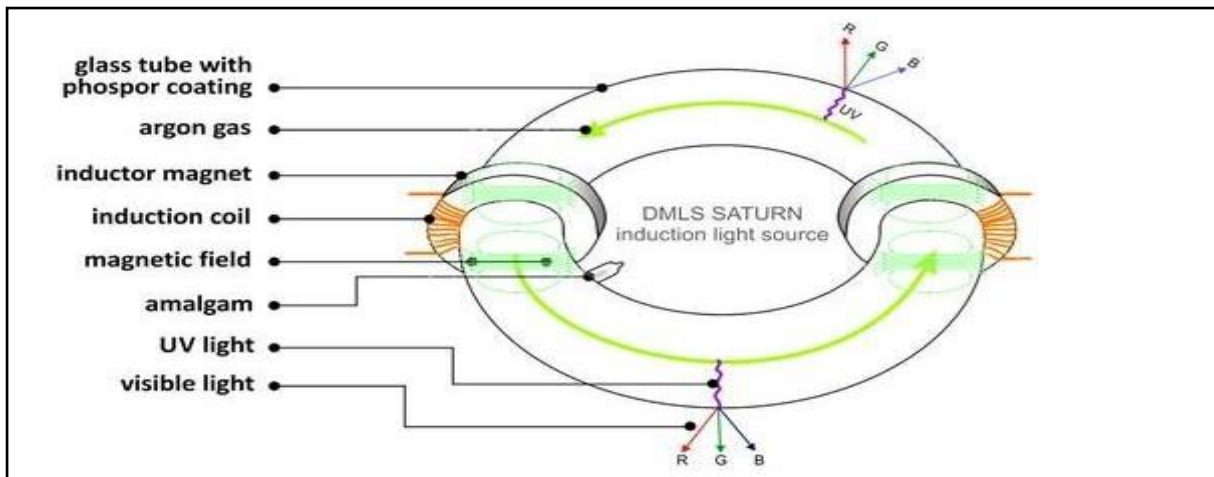 glass tube with
phospor coating
argon gas
inductor magnet
induction coil
magnetic field
amalgam
UV light
visible light
R
G
B
UV
DMLS SATURN
induction light source
R
G
B